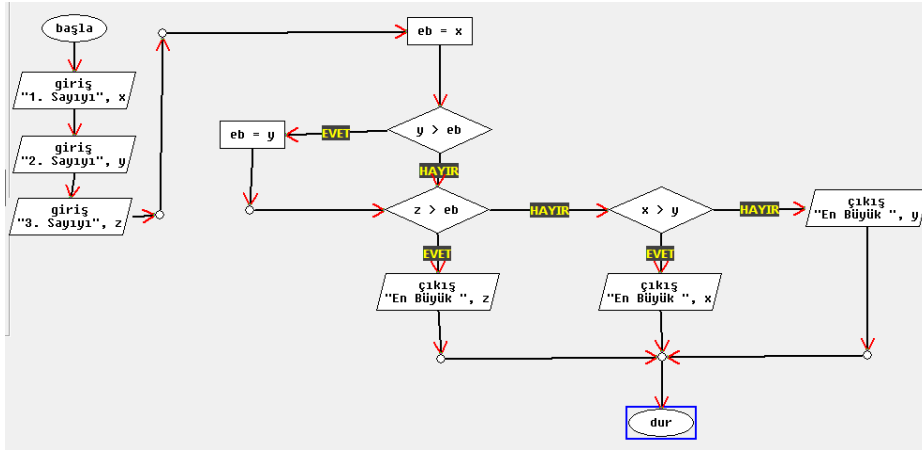 başla
giriş
"1. Sayıyı", x
giriş
"2. Sayıyı", y
giriş
"3. Sayıyı", z
eb = x
y > eb
EVET
eb = y
HAYIR
z > eb
HAYIR
x > y
HAYIR
çıkış
"En Büyük ", y
EVET
çıkış
"En Büyük ", z
EVET
çıkış
"En Büyük ", x
dur